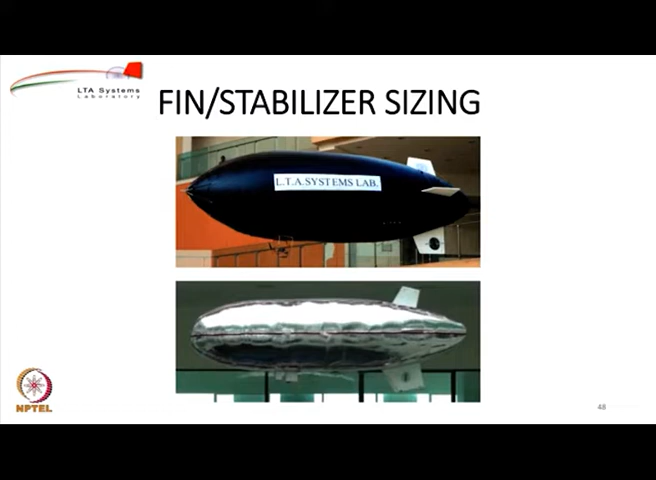 LTA Systems
Laboratory
FIN/STABILIZER SIZING
L.T.A.SYSTEMS LAB.
NPTEL
48